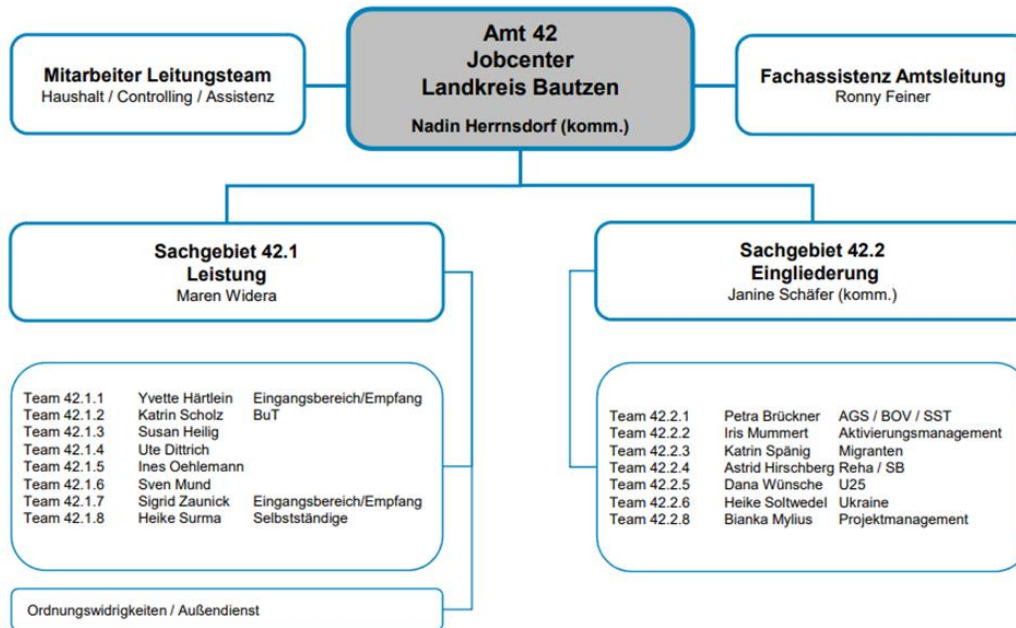 Amt 42
Jobcenter
Landkreis Bautzen
Nadin Herrnsdorf (komm.)
Mitarbeiter Leitungsteam
Haushalt / Controlling / Assistenz
Fachassistenz Amtsleitung
Ronny Feiner
Sachgebiet 42.1
Leistung
Maren Widera
Team 42.1.1 Yvette Härtlein Eingangsbereich/Empfang
Team 42.1.2 Katrin Scholz BuT
Team 42.1.3 Susan Heilig
Team 42.1.4 Ute Dittrich
Team 42.1.5 Ines Oehlemann
Team 42.1.6 Sven Mund
Team 42.1.7 Sigrid Zaunick Eingangsbereich/Empfang
Team 42.1.8 Heike Surma Selbstständige
Ordnungswidrigkeiten / Außendienst
Sachgebiet 42.2
Eingliederung
Janine Schäfer (komm.)
Team 42.2.1 Petra Brückner AGS / BOV / SST
Team 42.2.2 Iris Mummert Aktivierungsmanagement
Team 42.2.3 Katrin Spänig Migranten
Team 42.2.4 Astrid Hirschberg Reha / SB
Team 42.2.5 Dana Wünsche U25
Team 42.2.6 Heike Soltwedel Ukraine
Team 42.2.8 Bianka Mylius Projektmanagement